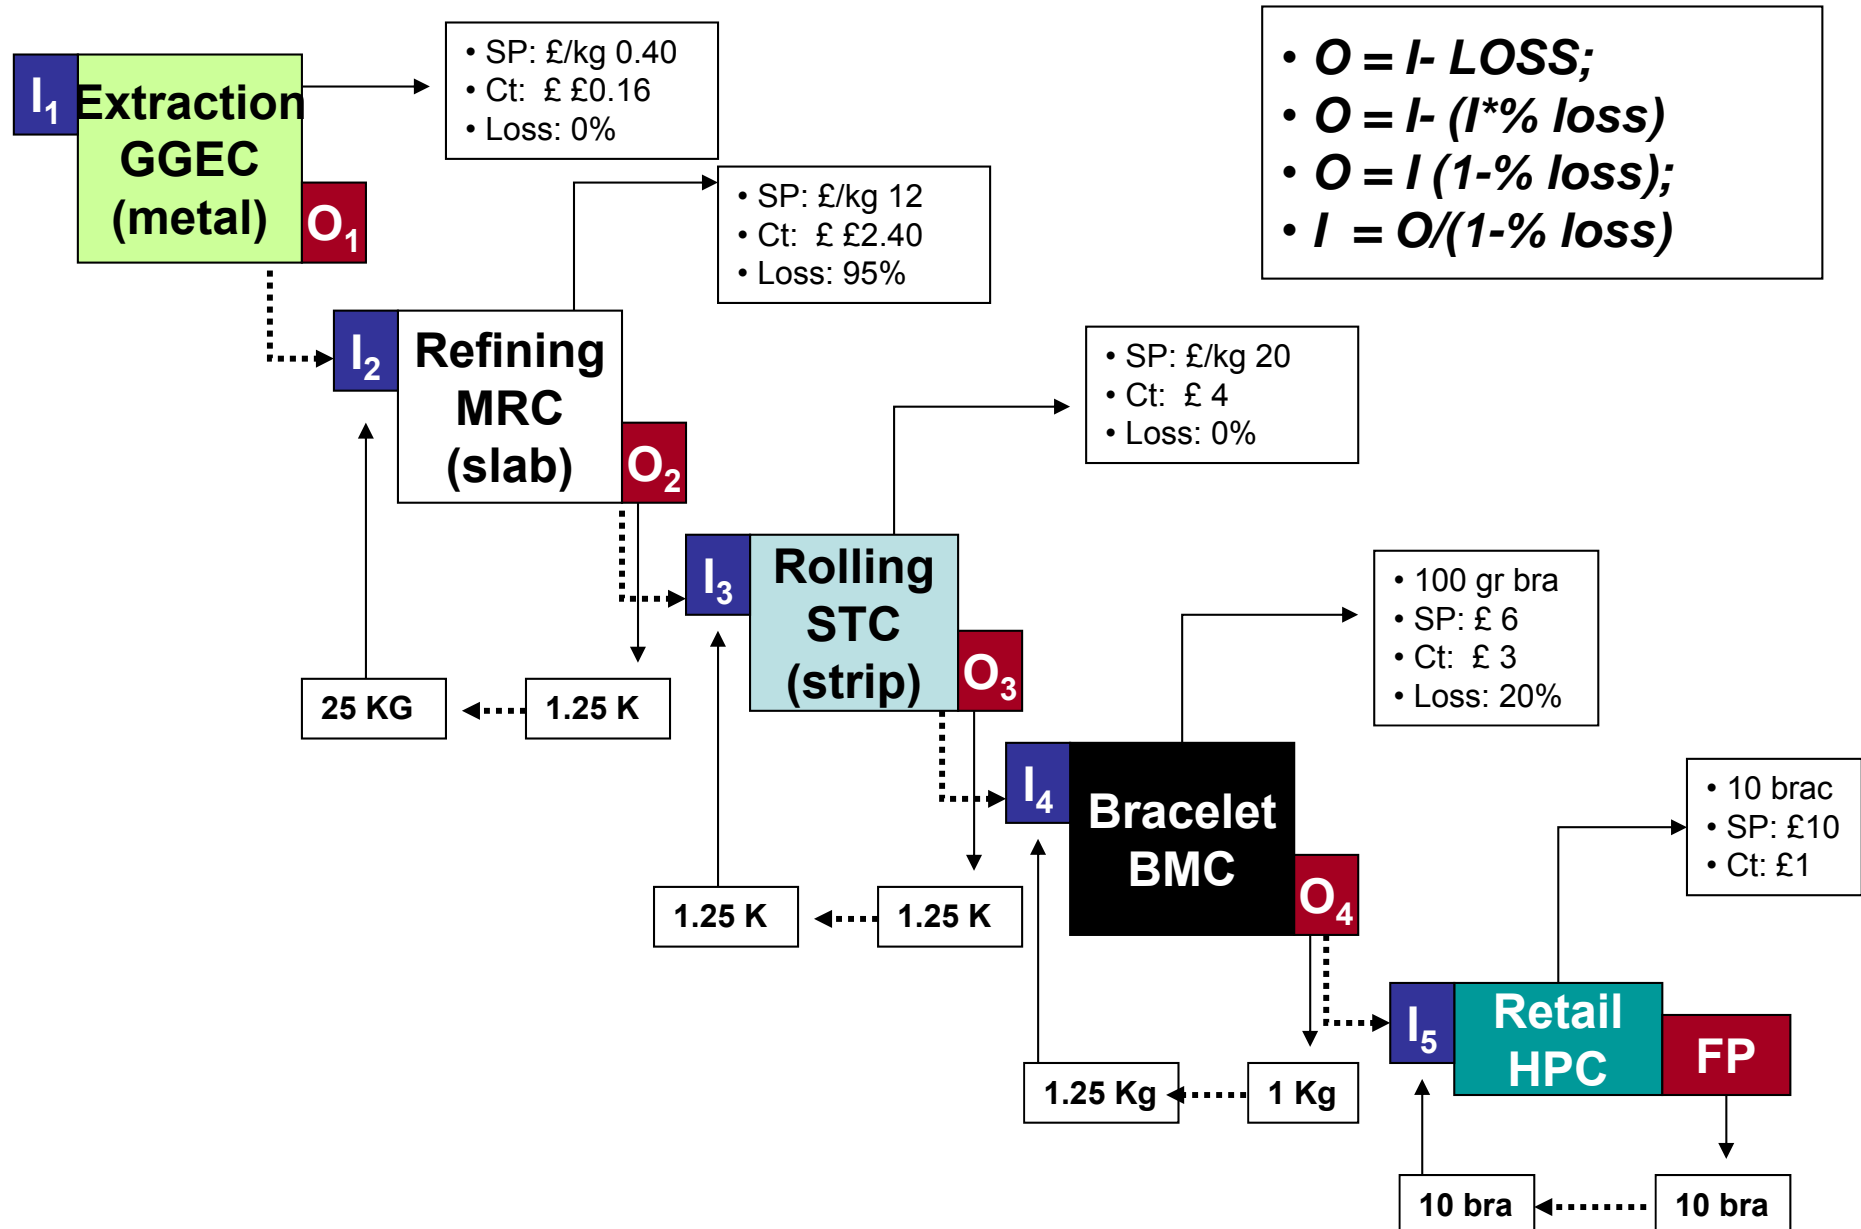 I1
Extraction
GGEC
(metal)
O1
• SP: £/kg 0.40
• Ct:  £ £0.16
• Loss: 0%
• O = I- LOSS;
• O = I- (I*% loss)
• O = I (1-% loss);
• I  = O/(1-% loss)
• SP: £/kg 12
• Ct:  £ £2.40
• Loss: 95%
I2
Refining
MRC
(slab)
O2
• SP: £/kg 20
• Ct:  £ 4
• Loss: 0%
25 KG
1.25 K
I3
Rolling
STC
(strip)
O3
• 100 gr bra
• SP: £ 6
• Ct:  £ 3
• Loss: 20%
1.25 K
1.25 K
I4
Bracelet
BMC
O4
• 10 brac
• SP: £10
• Ct: £1
1.25 Kg
1 Kg
I5
Retail
HPC
FP
10 bra
10 bra